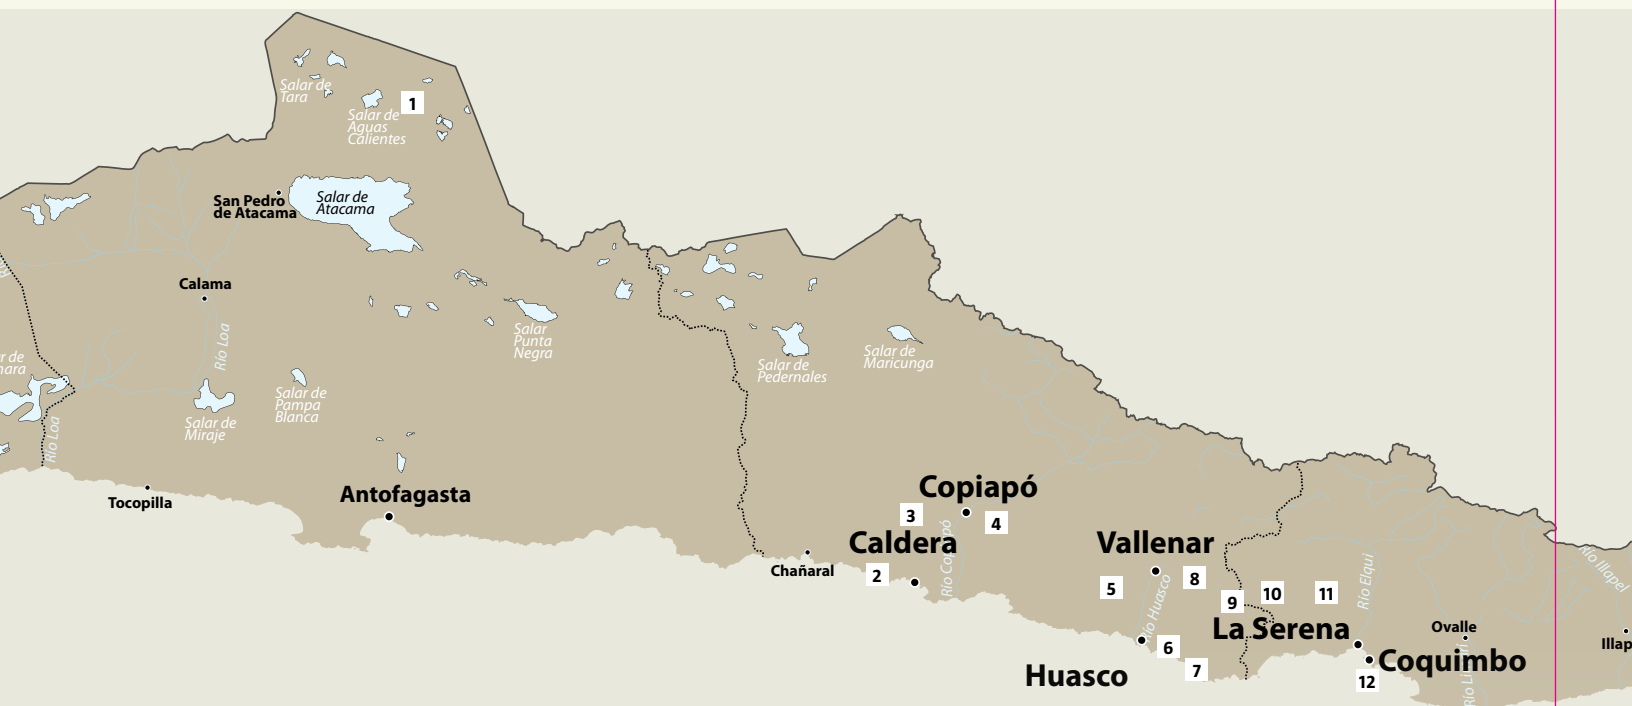 Salar de
Tara
1
Salar de
Aguas
Calientes
San Pedro
de Atacama
Salar de
Atacama
Calama
Río Loa
Salar
Punta
Negra
Salar de
Pedernales
Salar de
Maricunga
Salar de
Pampa
Blanca
Salar de
Miraje
Río Loa
Tocopilla
Antofagasta
Copiapó
3
4
Caldera
Río Copiapó
Chañaral
2
Vallenar
5
8
Río Huasco
9
10
11
Río Elqui
Río Illapel
La Serena
Ovalle
6
7
Huasco
Coquimbo
12